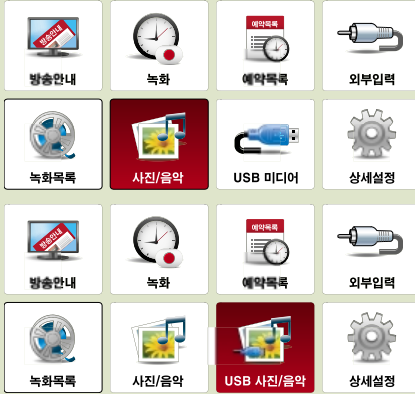 방송안내
방송안내 녹화 예약목록 외부입력
예약목록
녹화목록 사진/음악 USB 미디어 상세설정
방송안내
방송안내 녹화 예약목록 외부입력
예약목록
녹화목록 사진/음악 USB 사진/음악 상세설정